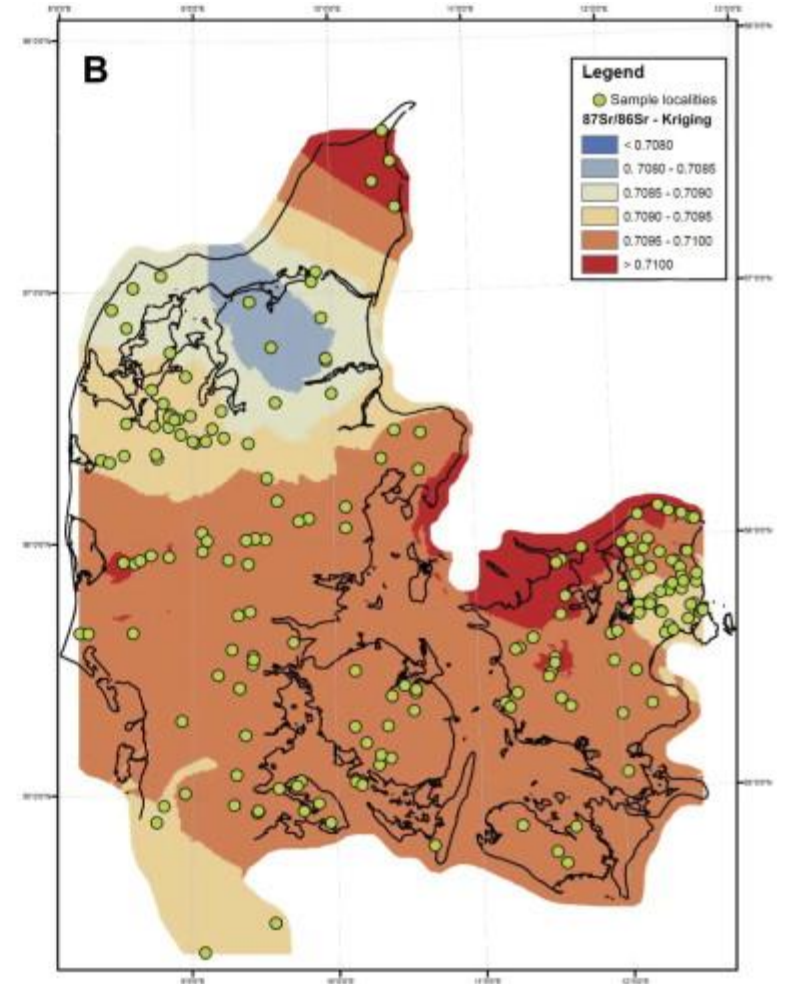 B
Legend
Sample localities
87Sr/86Sr - Kriging
< 0.7080
0. 7080 - 0.7085
0.7085 - 0.7090
0.7090 - 0.7095
0.7095 - 0.7100
> 0.7100